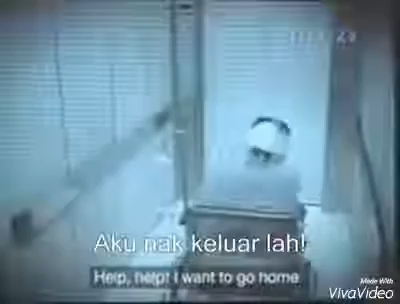 Aku nak keluar lah!
Help, help! I want to go home
Made With
VivaVideo